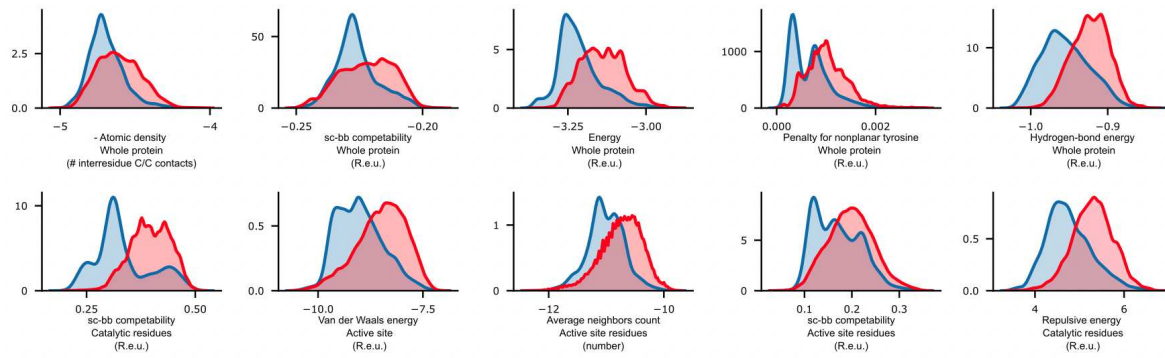 2.5
0.0
−5
−4
- Atomic density
Whole protein
(# interresidue C/C contacts)
50
0
−0.25
−0.20
sc-bb competability
Whole protein
(R.e.u.)
5
0
−3.25
−3.00
Energy
Whole protein
(R.e.u.)
1000
0
0.000
0.002
Penalty for nonplanar tyrosine
Whole protein
(R.e.u.)
10
0
−1.0
−0.9
Hydrogen-bond energy
Whole protein
(R.e.u.)
10
0
0.25
0.50
sc-bb competability
Catalytic residues
(R.e.u.)
0.5
0.0
−10.0
−7.5
Van der Waals energy
Active site
(R.e.u.)
1
0
−12
−10
Average neighbors count
Active site residues
(number)
5
0
0.1
0.2
0.3
sc-bb competability
Active site residues
(R.e.u.)
0.5
0.0
4
6
Repulsive energy
Catalytic residues
(R.e.u.)